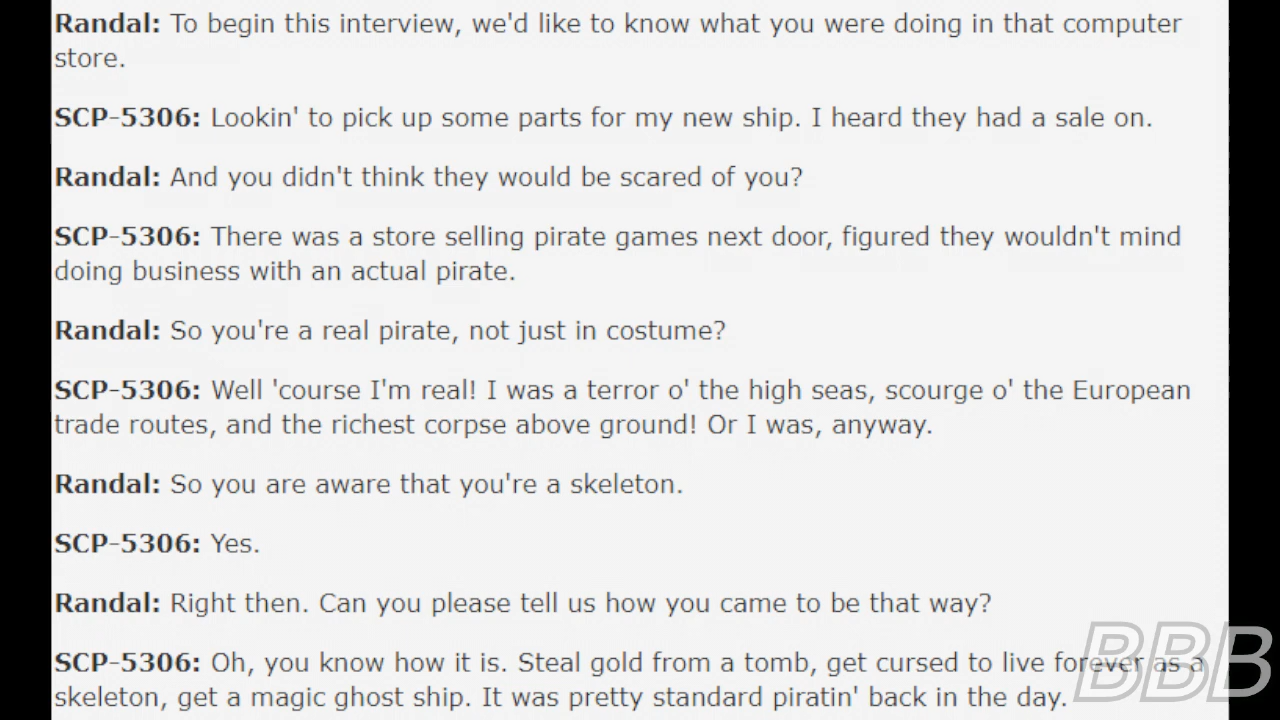 Randal: To begin this interview, we'd like to know what you were doing in that computer
store.
SCP-5306: Lookin' to pick up some parts for my new ship. I heard they had a sale on.
Randal: And you didn't think they would be scared of you?
SCP-5306: There was a store selling pirate games next door, figured they wouldn't mind
doing business with an actual pirate.
Randal: So you're a real pirate, not just in costume?
SCP-5306: Well 'course I'm real! I was a terror o' the high seas, scourge o' the European
trade routes, and the richest corpse above ground! Or I was, anyway.
Randal: So you are aware that you're a skeleton.
SCP-5306: Yes.
Randal: Right then. Can you please tell us how you came to be that way?
SCP-5306: Oh, you know how it is. Steal gold from a tomb, get cursed to live forever as a
skeleton, get a magic ghost ship. It was pretty standard piratin' back in the day.
BBB